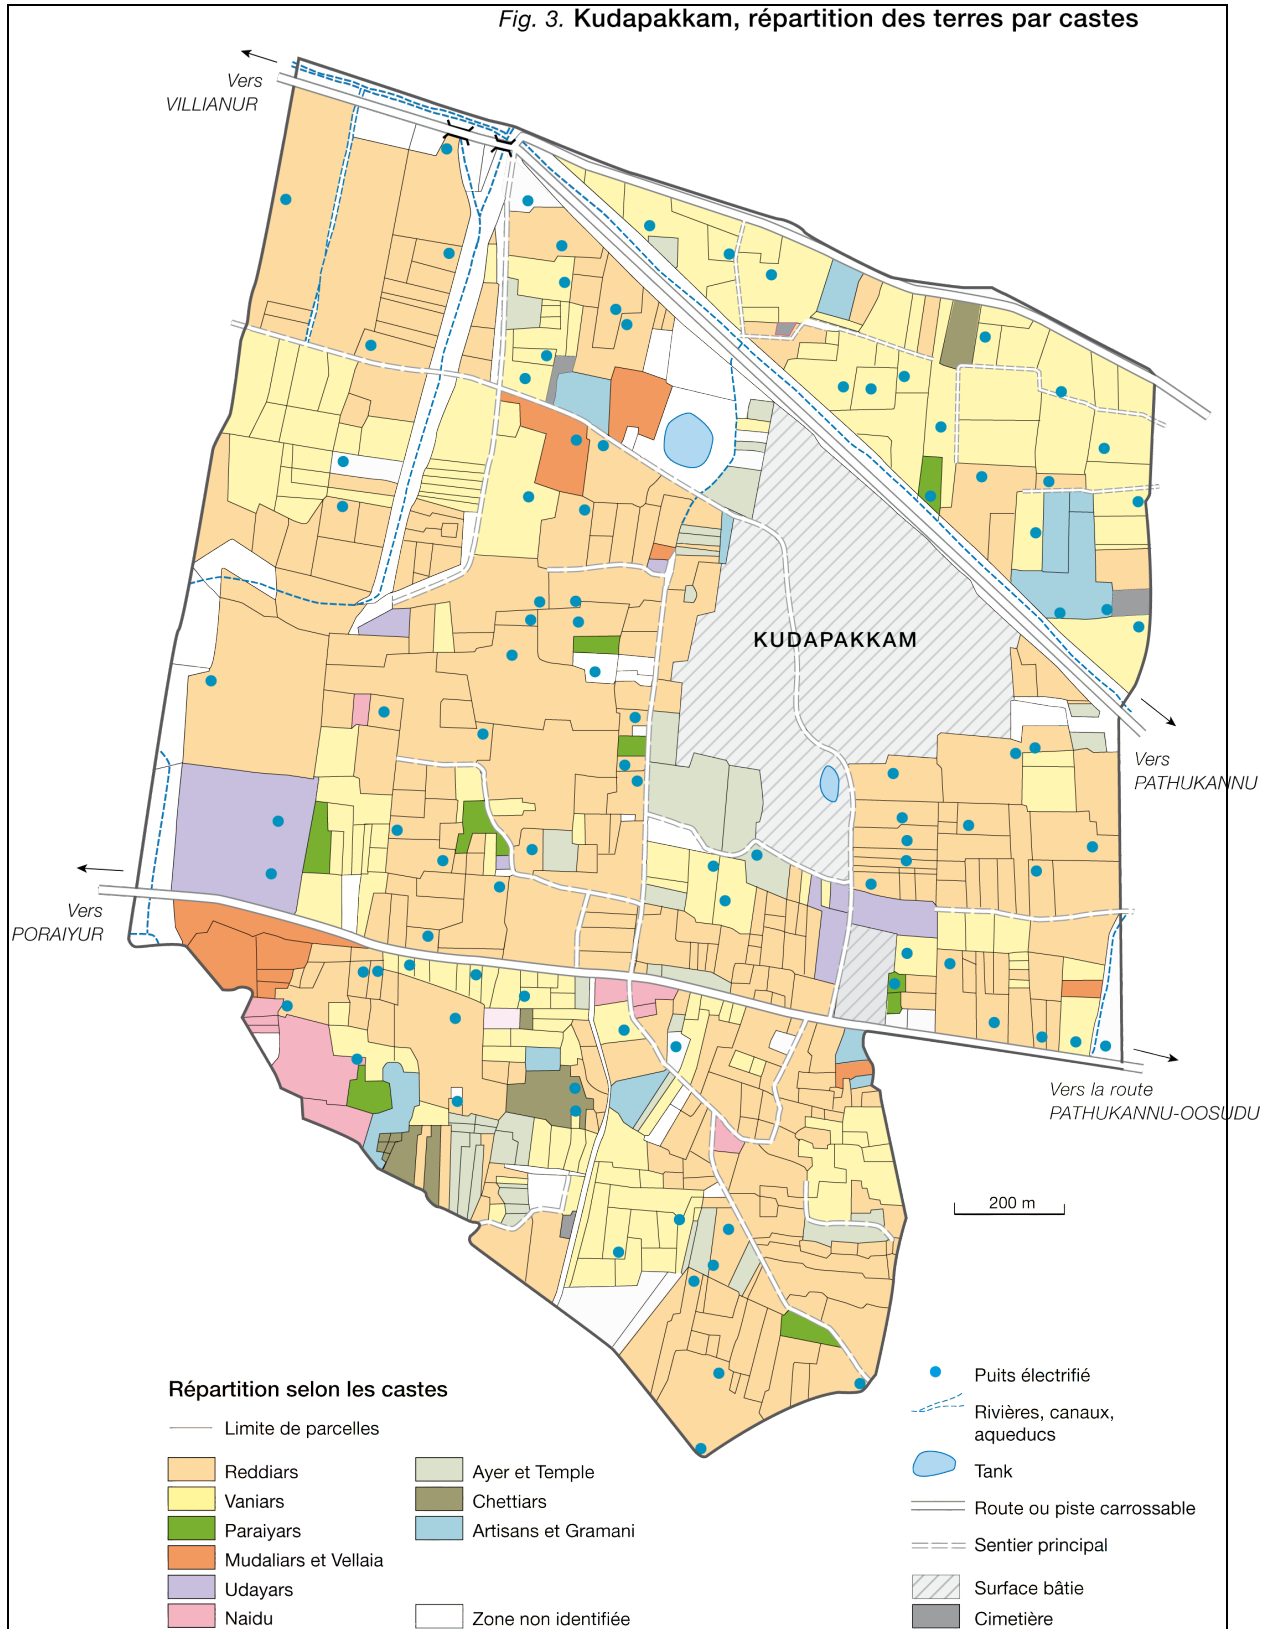 Fig. 3. Kudapakkam, répartition des terres par castes
Vers
VILLIANUR
KUDAPAKKAM
Vers
PATHUKANNU
Vers
PORAIYUR
Vers la route
PATHUKANNU-OOSUDU
200 m
Répartition selon les castes
Limite de parcelles
Reddiars
Vaniars
Paraiyars
Mudaliars et Vellaia
Udayars
Naidu
Ayer et Temple
Chettiars
Artisans et Gramani
Zone non identifiée
Puits électrifié
Rivières, canaux,
aqueducs
Tank
Route ou piste carrossable
Sentier principal
Surface bâtie
Cimetière